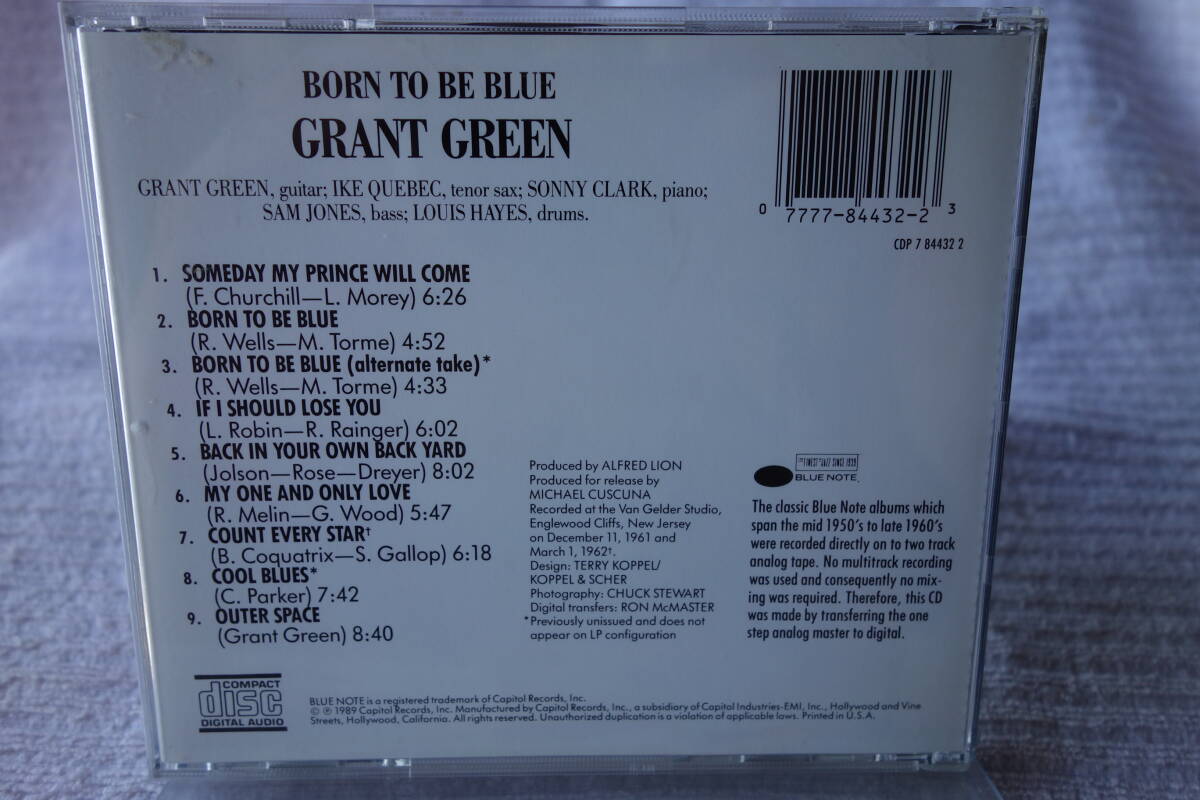 BORN TO BE BLUE
GRANT GREEN
GRANT GREEN, guitar; IKE QUEBEC, tenor sax; SONNY CLARK, piano;
SAM JONES, bass; LOUIS HAYES, drums.
0 7777-84432-2 3
CDP 7 84432 2
1. SOMEDAY MY PRINCE WILL COME
(F. Churchill—L. Morey) 6:26
2. BORN TO BE BLUE
(R. Wells—M. Torme) 4:52
3. BORN TO BE BLUE (alternate take)*
(R. Wells—M. Torme) 4:33
4. IF I SHOULD LOSE YOU
(L. Robin—R. Rainger) 6:02
5. BACK IN YOUR OWN BACK YARD
(Jolson—Rose—Dreyer) 8:02
6. MY ONE AND ONLY LOVE
(R. Melin—G. Wood) 5:47
7. COUNT EVERY STAR†
(B. Coquatrix—S. Gallop) 6:18
8. COOL BLUES*
(C. Parker) 7:42
9. OUTER SPACE
(Grant Green) 8:40
Produced by ALFRED LION
Produced for release by
MICHAEL CUSCUNA
Recorded at the Van Gelder Studio,
Englewood Cliffs, New Jersey
on December 11, 1961 and
March 1, 1962†.
Design: TERRY KOPPEL/
KOPPEL & SCHER
Photography: CHUCK STEWART
Digital transfers: RON McMASTER
*Previously unissued and does not
appear on LP configuration
THE FINEST IN JAZZ SINCE 1939
BLUE NOTE
The classic Blue Note albums which
span the mid 1950's to late 1960's
were recorded directly on to two track
analog tape. No multitrack recording
was used and consequently no mix-
ing was required. Therefore, this CD
was made by transferring the one
step analog master to digital.
COMPACT
disc
DIGITAL AUDIO
BLUE NOTE is a registered trademark of Capitol Records, Inc.
© ℗ 1989 Capitol Records, Inc. Manufactured by Capitol Records, Inc., a subsidiary of Capitol Industries-EMI, Inc., Hollywood and Vine
Streets, Hollywood, California. All rights reserved. Unauthorized duplication is a violation of applicable laws. Printed in U.S.A.